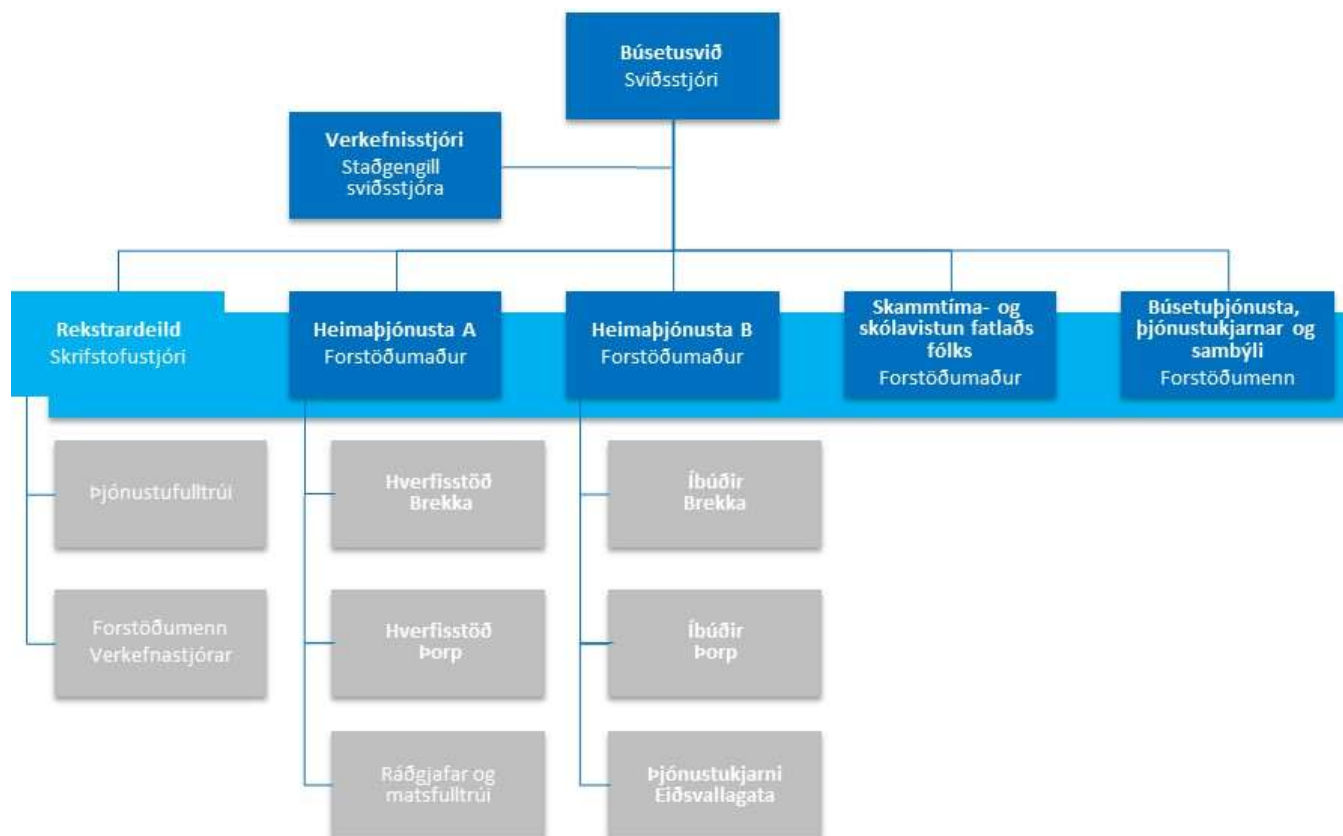 Búsetusvið
Sviðsstjóri
Verkefnisstjóri
Staðgengill
sviðsstjóra
Rekstrardeild
Skrifstofustjóri
Heimaþjónusta A
Forstöðumaður
Heimaþjónusta B
Forstöðumaður
Skammtíma- og
skólavistun fatlaðs
fólks
Forstöðumaður
Búsetuþjónusta,
þjónustukjarnar og
sambýli
Forstöðumenn
Þjónustufulltrúi
Hverfisstöð
Brekka
Íbúðir
Brekka
Forstöðumenn
Verkefnastjórar
Hverfisstöð
Þorp
Íbúðir
Þorp
Ráðgjafar og
matsfulltrúi
Þjónustukjarni
Eiðsvallagata